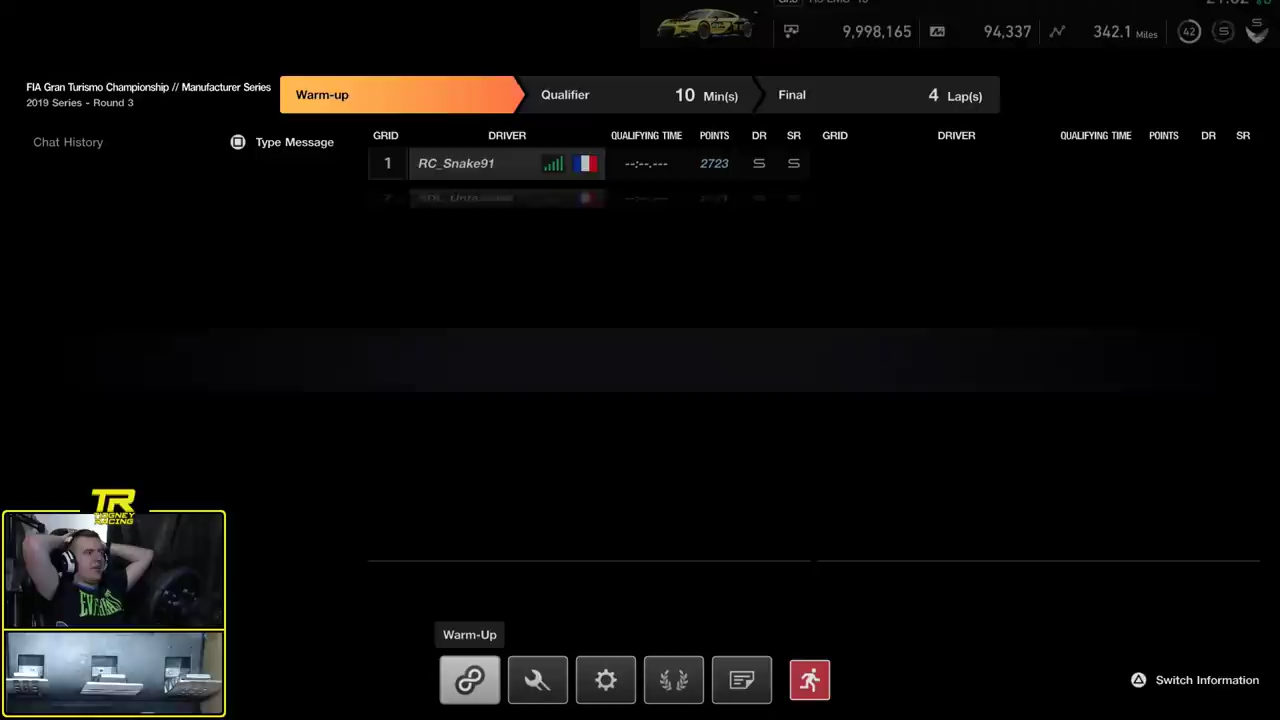 9,998,165
94,337
342.1 Miles
42
S
S
FIA Gran Turismo Championship // Manufacturer Series
2019 Series - Round 3
Warm-up
Qualifier
10 Min(s)
Final
4 Lap(s)
Chat History
Type Message
GRID DRIVER QUALIFYING TIME POINTS DR SR GRID DRIVER QUALIFYING TIME POINTS DR SR
1 RC_Snake91 --:--.--- 2723 S S
TR
RACING
Warm-Up
Switch Information